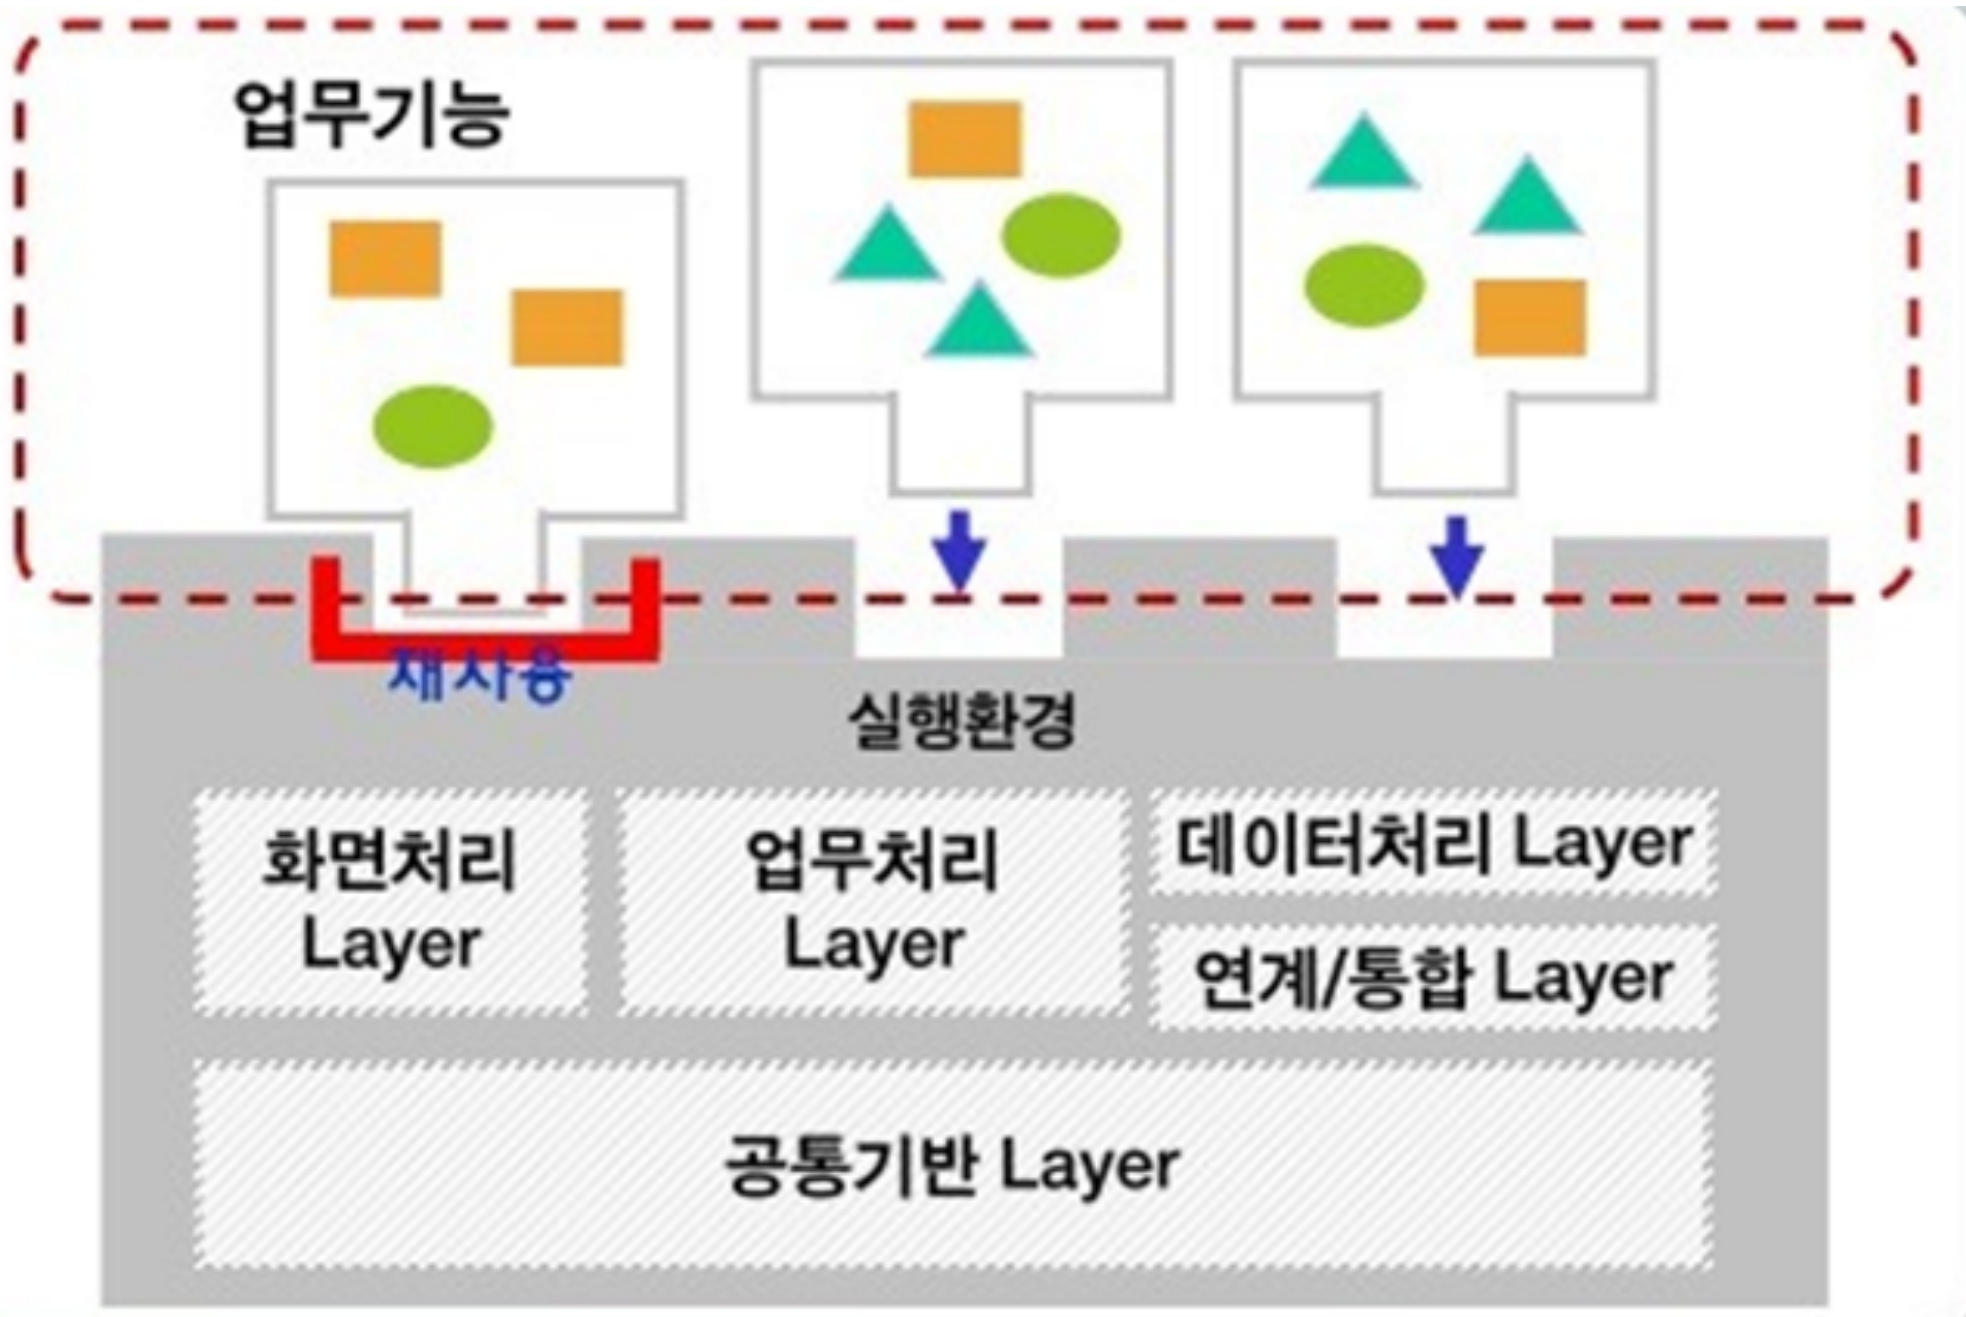 업무기능
재사용
실행환경
화면처리
Layer
업무처리
Layer
데이터처리 Layer
연계/통합 Layer
공통기반 Layer